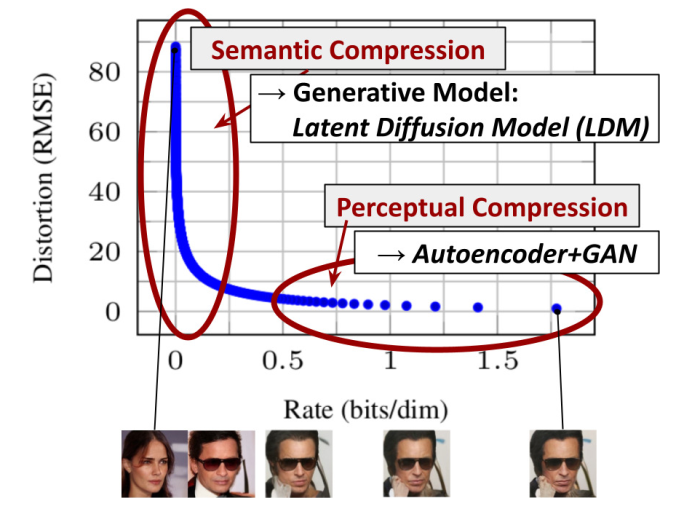 Semantic Compression
→ Generative Model:
Latent Diffusion Model (LDM)
Perceptual Compression
→ Autoencoder+GAN
Distortion (RMSE)
80
60
40
20
0
0 0.5 1 1.5
Rate (bits/dim)